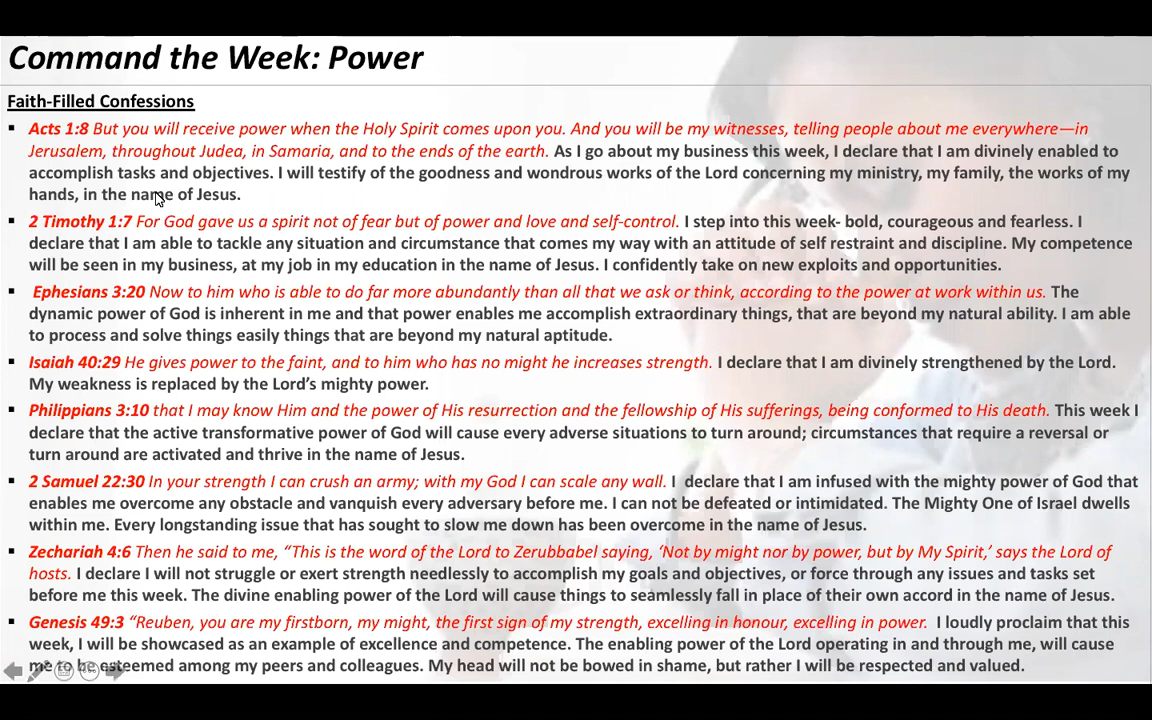 Command the Week: Power
Faith-Filled Confessions
▪ Acts 1:8 But you will receive power when the Holy Spirit comes upon you. And you will be my witnesses, telling people about me everywhere—in
Jerusalem, throughout Judea, in Samaria, and to the ends of the earth. As I go about my business this week, I declare that I am divinely enabled to
accomplish tasks and objectives. I will testify of the goodness and wondrous works of the Lord concerning my ministry, my family, the works of my
hands, in the name of Jesus.
▪ 2 Timothy 1:7 For God gave us a spirit not of fear but of power and love and self-control. I step into this week- bold, courageous and fearless. I
declare that I am able to tackle any situation and circumstance that comes my way with an attitude of self restraint and discipline. My competence
will be seen in my business, at my job in my education in the name of Jesus. I confidently take on new exploits and opportunities.
▪ Ephesians 3:20 Now to him who is able to do far more abundantly than all that we ask or think, according to the power at work within us. The
dynamic power of God is inherent in me and that power enables me accomplish extraordinary things, that are beyond my natural ability. I am able
to process and solve things easily things that are beyond my natural aptitude.
▪ Isaiah 40:29 He gives power to the faint, and to him who has no might he increases strength. I declare that I am divinely strengthened by the Lord.
My weakness is replaced by the Lord's mighty power.
▪ Philippians 3:10 that I may know Him and the power of His resurrection and the fellowship of His sufferings, being conformed to His death. This week I
declare that the active transformative power of God will cause every adverse situations to turn around; circumstances that require a reversal or
turn around are activated and thrive in the name of Jesus.
▪ 2 Samuel 22:30 In your strength I can crush an army; with my God I can scale any wall. I declare that I am infused with the mighty power of God that
enables me overcome any obstacle and vanquish every adversary before me. I can not be defeated or intimidated. The Mighty One of Israel dwells
within me. Every longstanding issue that has sought to slow me down has been overcome in the name of Jesus.
▪ Zechariah 4:6 Then he said to me, "This is the word of the Lord to Zerubbabel saying, 'Not by might nor by power, but by My Spirit,' says the Lord of
hosts. I declare I will not struggle or exert strength needlessly to accomplish my goals and objectives, or force through any issues and tasks set
before me this week. The divine enabling power of the Lord will cause things to seamlessly fall in place of their own accord in the name of Jesus.
▪ Genesis 49:3 "Reuben, you are my firstborn, my might, the first sign of my strength, excelling in honour, excelling in power. I loudly proclaim that this
week, I will be showcased as an example of excellence and competence. The enabling power of the Lord operating in and through me, will cause
me to be esteemed among my peers and colleagues. My head will not be bowed in shame, but rather I will be respected and valued.